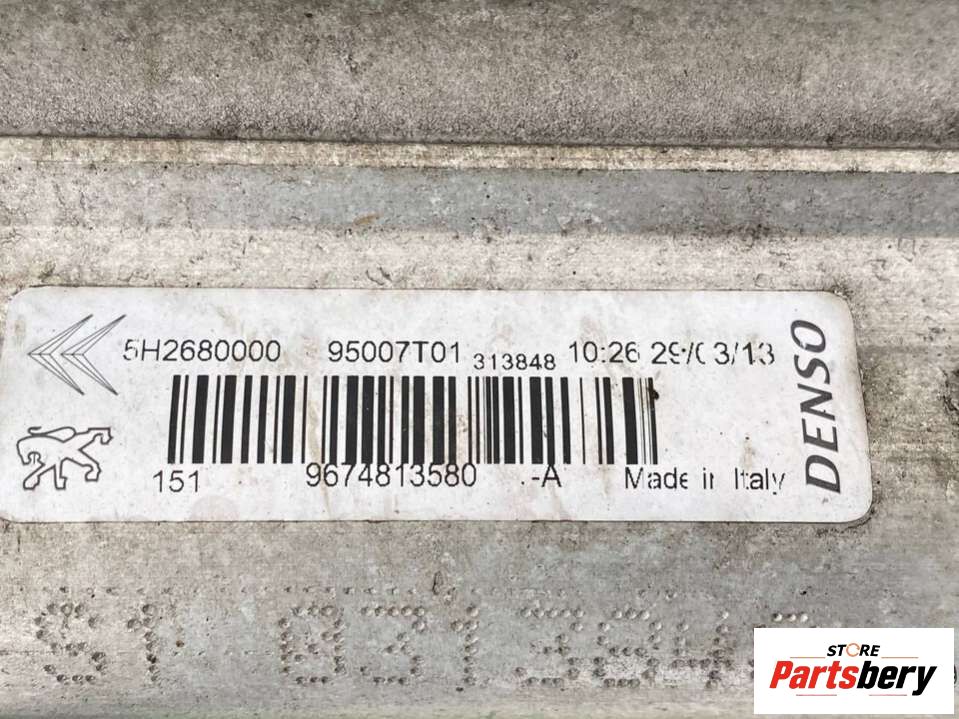 5H2680000 95007T01 313848 10:26 29/03/13
151 9674813580 .-A Made in Italy
DENSO
STORE
Partsbery